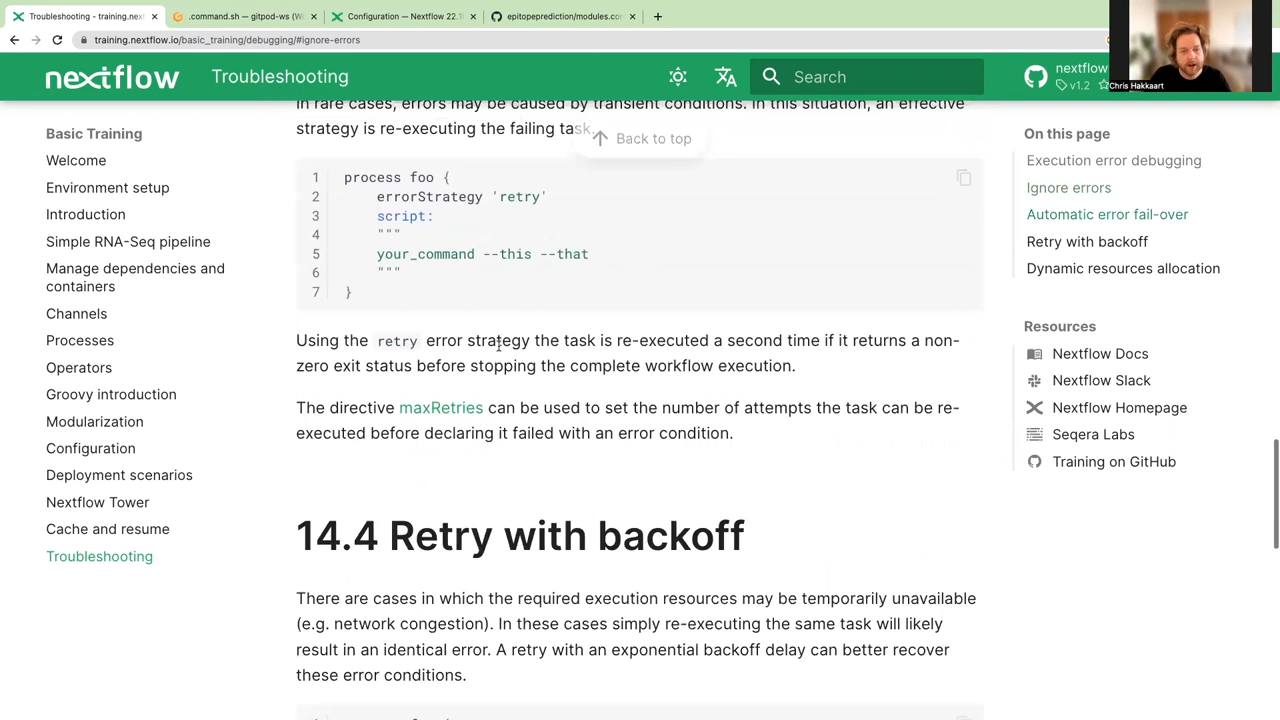 Troubleshooting - training.next
.command.sh — gitpod-ws (W
Configuration — Nextflow 22.1
epitopeprediction/modules.co
training.nextflow.io/basic_training/debugging/#ignore-errors
Chris Hakkaart
nextflow
Troubleshooting
Search
nextflow
v1.2
Basic Training
Welcome
Environment setup
Introduction
Simple RNA-Seq pipeline
Manage dependencies and
containers
Channels
Processes
Operators
Groovy introduction
Modularization
Configuration
Deployment scenarios
Nextflow Tower
Cache and resume
Troubleshooting
In rare cases, errors may be caused by transient conditions. In this situation, an effective
strategy is re-executing the failing task.
Back to top
1 process foo {
2 errorStrategy 'retry'
3 script:
4 """
5 your_command --this --that
6 """
7 }
Using the retry error strategy the task is re-executed a second time if it returns a non-
zero exit status before stopping the complete workflow execution.
The directive maxRetries can be used to set the number of attempts the task can be re-
executed before declaring it failed with an error condition.
14.4 Retry with backoff
There are cases in which the required execution resources may be temporarily unavailable
(e.g. network congestion). In these cases simply re-executing the same task will likely
result in an identical error. A retry with an exponential backoff delay can better recover
these error conditions.
On this page
Execution error debugging
Ignore errors
Automatic error fail-over
Retry with backoff
Dynamic resources allocation
Resources
Nextflow Docs
Nextflow Slack
Nextflow Homepage
Seqera Labs
Training on GitHub